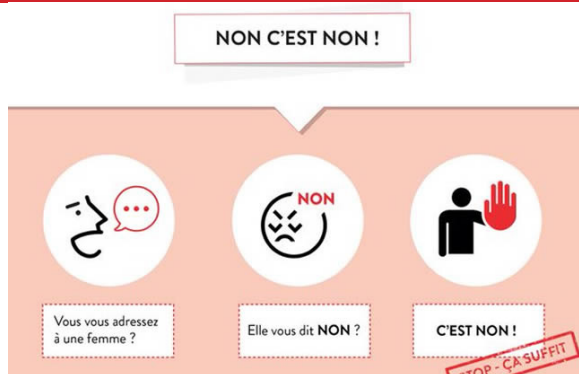 NON C'EST NON !
NON
Vous vous adressez
à une femme ?
Elle vous dit NON ?
C'EST NON !
STOP - ÇA SUFFIT